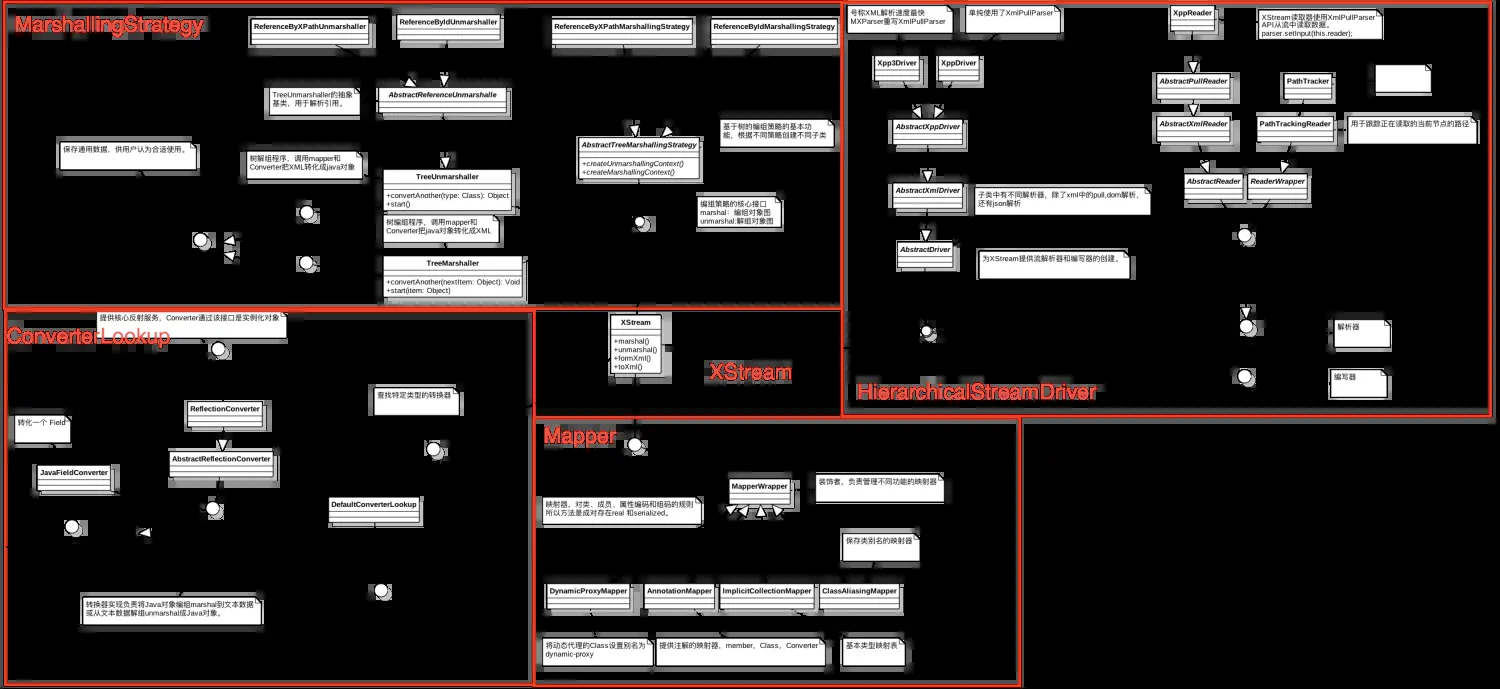 MarshallingStrategy
ReferenceByXPathUnmarshaller
ReferenceByIdUnmarshaller
ReferenceByXPathMarshallingStrategy
ReferenceByIdMarshallingStrategy
TreeUnmarshaller的抽象
基类，用于解析引用。
AbstractReferenceUnmarshalle
基于树的编组策略的基本功
能，根据不同策略创建不同子类
保存通用数据，供用户认为合适使用。
树解组程序，调用mapper和
Converter把XML转化成java对象
AbstractTreeMarshallingStrategy
+createUnmarshallingContext()
+createMarshallingContext()
TreeUnmarshaller
+convertAnother(type: Class): Object
+start()
编组策略的核心接口
marshal：编组对象图
unmarshal:解组对象图
树编组程序，调用mapper和
Converter把java对象转化成XML
TreeMarshaller
+convertAnother(nextItem: Object): Void
+start(item: Object)
号称XML解析速度最快
MXParser重写XmlPullParser
单纯使用了XmlPullParser
XppReader
XStream读取器使用XmlPullParser
API从流中读取数据。
parser.setInput(this.reader);
Xpp3Driver
XppDriver
AbstractPullReader
PathTracker
AbstractXppDriver
AbstractXmlReader
PathTrackingReader
用于跟踪正在读取的当前节点的路径
AbstractXmlDriver
子类中有不同解析器，除了xml中的pull,dom解析，
还有json解析
AbstractReader
ReaderWrapper
AbstractDriver
为XStream提供流解析器和编写器的创建。
解析器
编写器
HierarchicalStreamDriver
提供核心反射服务，Converter通过该接口是实例化对象
ConverterLookup
查找特定类型的转换器
ReflectionConverter
转化一个 Field
AbstractReflectionConverter
JavaFieldConverter
DefaultConverterLookup
转换器实现负责将Java对象编组marshal到文本数据
或从文本数据解组unmarshal成Java对象。
XStream
+marshal()
+unmarshal()
+formXml()
+toXml()
XStream
Mapper
MapperWrapper
装饰者，负责管理不同功能的映射器
映射器，对类、成员、属性编码和组码的规则
所以方法是成对存在real 和serialized。
保存类别名的映射器
DynamicProxyMapper
AnnotationMapper
ImplicitCollectionMapper
ClassAliasingMapper
将动态代理的Class设置别名为
dynamic-proxy
提供注解的映射器，member，Class，Converter
基本类型映射表